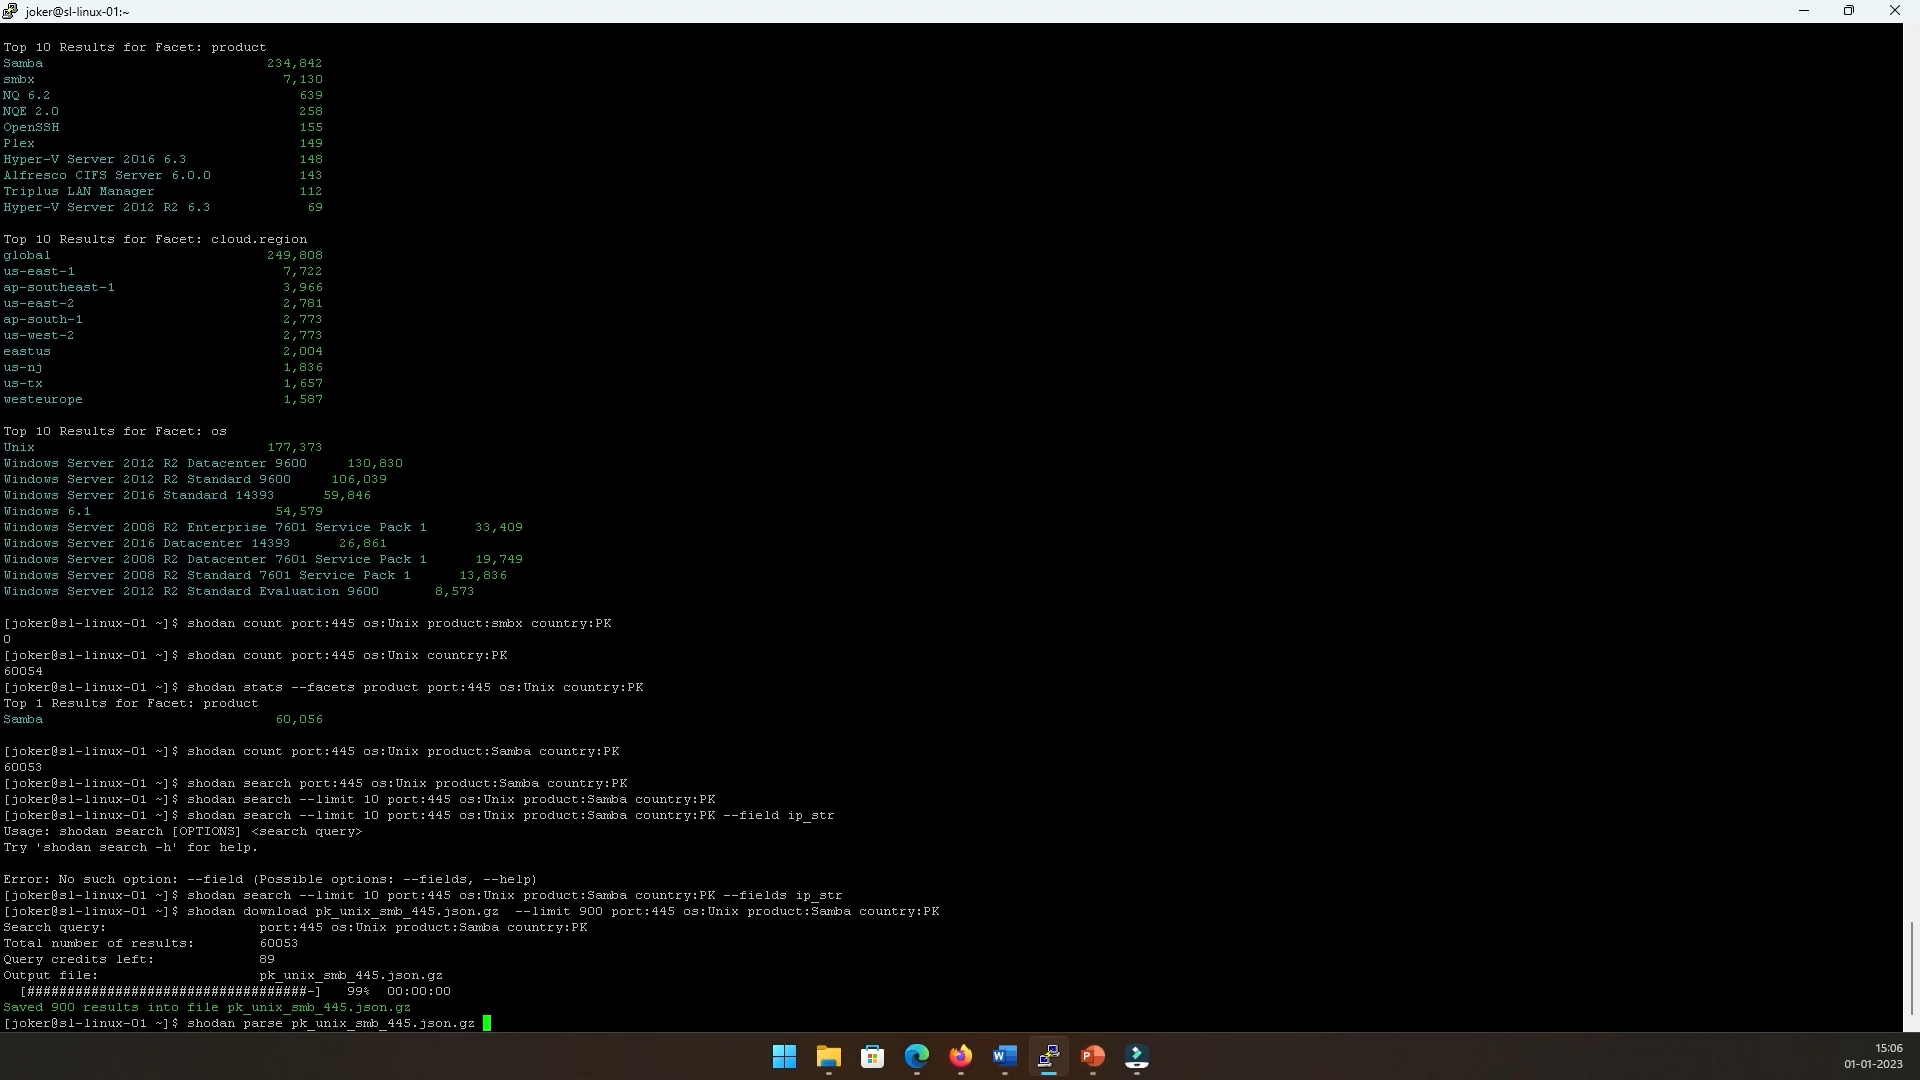 joker@sl-linux-01:~
Top 10 Results for Facet: product
Samba 234,842
smbx 7,130
NQ 6.2 639
NQE 2.0 258
OpenSSH 155
Plex 149
Hyper-V Server 2016 6.3 148
Alfresco CIFS Server 6.0.0 143
Triplus LAN Manager 112
Hyper-V Server 2012 R2 6.3 69
Top 10 Results for Facet: cloud.region
global 249,808
us-east-1 7,722
ap-southeast-1 3,966
us-east-2 2,781
ap-south-1 2,773
us-west-2 2,773
eastus 2,004
us-nj 1,836
us-tx 1,657
westeurope 1,587
Top 10 Results for Facet: os
Unix 177,373
Windows Server 2012 R2 Datacenter 9600 130,830
Windows Server 2012 R2 Standard 9600 106,039
Windows Server 2016 Standard 14393 59,846
Windows 6.1 54,579
Windows Server 2008 R2 Enterprise 7601 Service Pack 1 33,409
Windows Server 2016 Datacenter 14393 26,861
Windows Server 2008 R2 Datacenter 7601 Service Pack 1 19,749
Windows Server 2008 R2 Standard 7601 Service Pack 1 13,836
Windows Server 2012 R2 Standard Evaluation 9600 8,573
[joker@sl-linux-01 ~]$ shodan count port:445 os:Unix product:smbx country:PK
0
[joker@sl-linux-01 ~]$ shodan count port:445 os:Unix country:PK
60054
[joker@sl-linux-01 ~]$ shodan stats --facets product port:445 os:Unix country:PK
Top 1 Results for Facet: product
Samba 60,056
[joker@sl-linux-01 ~]$ shodan count port:445 os:Unix product:Samba country:PK
60053
[joker@sl-linux-01 ~]$ shodan search port:445 os:Unix product:Samba country:PK
[joker@sl-linux-01 ~]$ shodan search --limit 10 port:445 os:Unix product:Samba country:PK
[joker@sl-linux-01 ~]$ shodan search --limit 10 port:445 os:Unix product:Samba country:PK --field ip_str
Usage: shodan search [OPTIONS] <search query>
Try 'shodan search -h' for help.
Error: No such option: --field (Possible options: --fields, --help)
[joker@sl-linux-01 ~]$ shodan search --limit 10 port:445 os:Unix product:Samba country:PK --fields ip_str
[joker@sl-linux-01 ~]$ shodan download pk_unix_smb_445.json.gz  --limit 900 port:445 os:Unix product:Samba country:PK
Search query: port:445 os:Unix product:Samba country:PK
Total number of results: 60053
Query credits left: 89
Output file: pk_unix_smb_445.json.gz
[###################################-] 99% 00:00:00
Saved 900 results into file pk_unix_smb_445.json.gz
[joker@sl-linux-01 ~]$ shodan parse pk_unix_smb_445.json.gz
15:06
01-01-2023